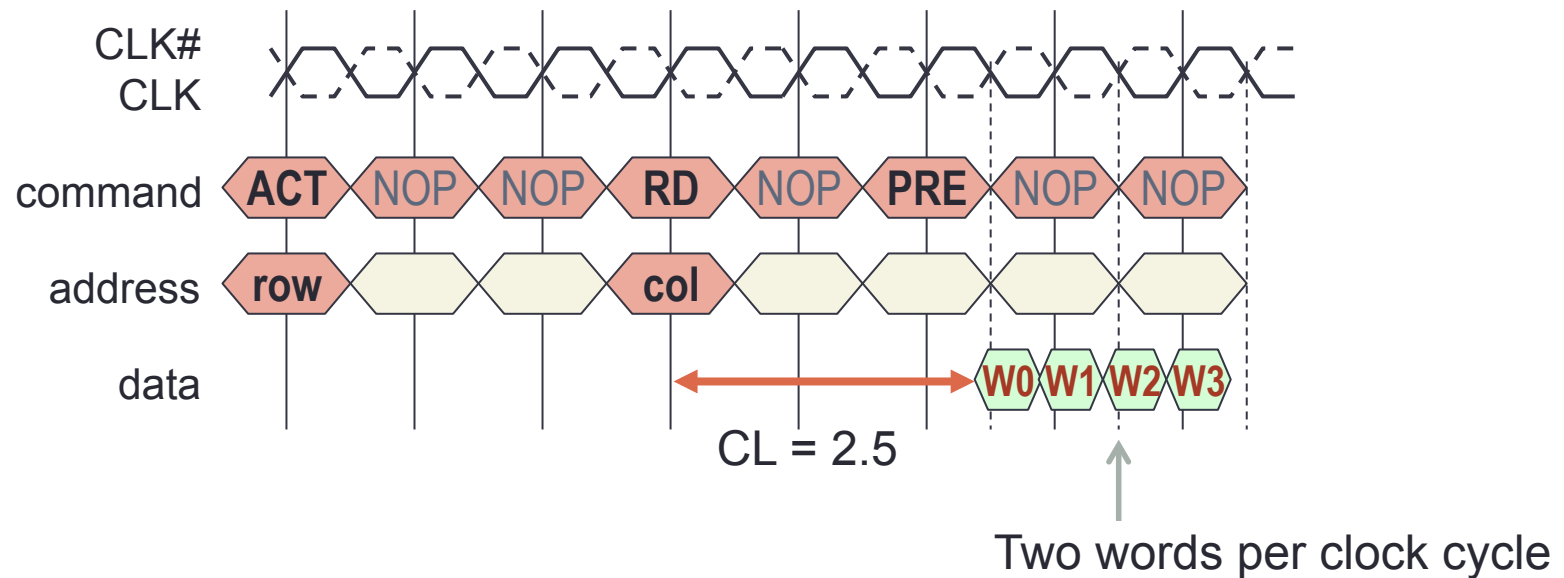 CLK#
CLK
command ACT NOP NOP RD NOP PRE NOP NOP
address row col
data W0 W1 W2 W3
CL = 2.5
Two words per clock cycle